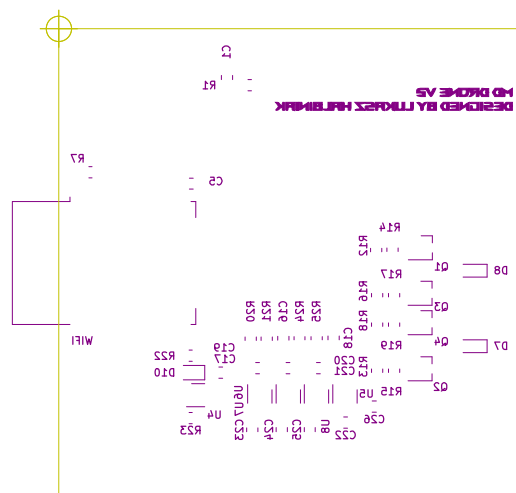 C1
R1
MD DRONE V2
DESIGNED BY LUKASZ HALBINIAK
R7
C5
R14
R12
Q1
D8
R17
R16
Q3
R20
R21
C16
R24
R25
R18
C18
Q4
R19
D7
WIFI
C19
R22
C17
C20
D10
C21
R13
Q2
R15
U6
U5
U7
U4
C26
R23
C23
C24
C25
U8
C22